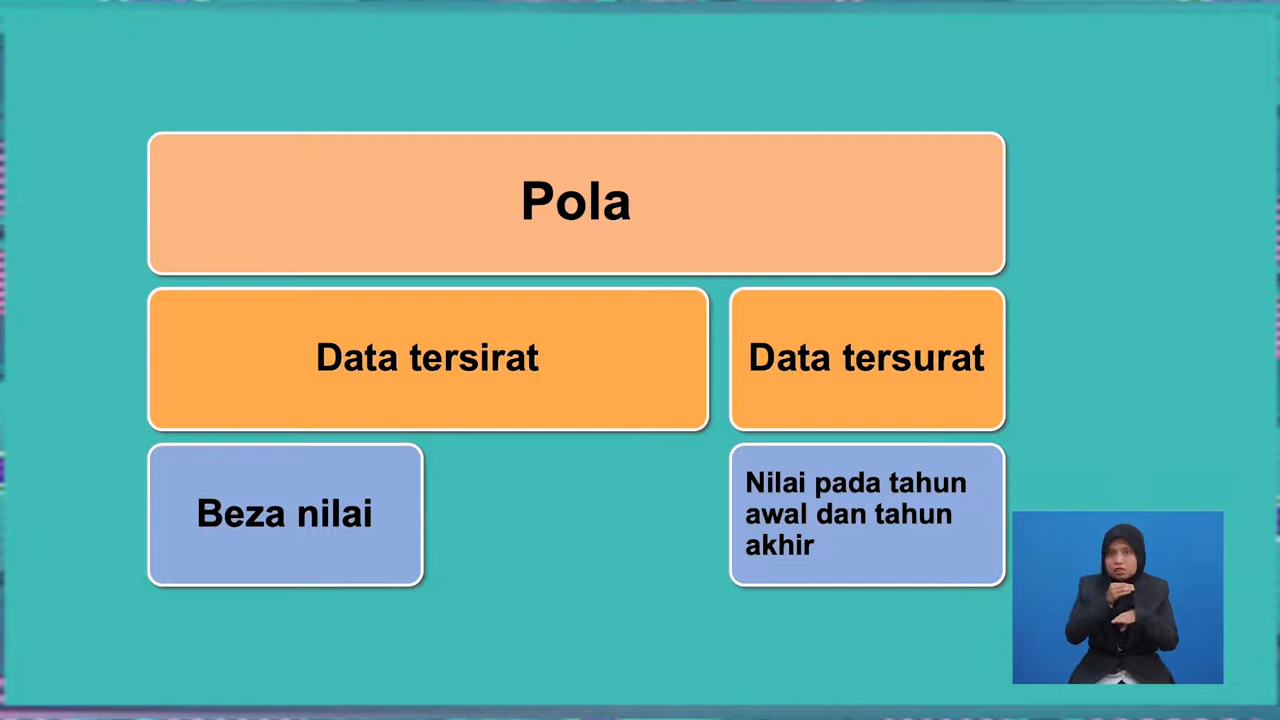 Pola
Data tersirat
Data tersurat
Beza nilai
Nilai pada tahun
awal dan tahun
akhir